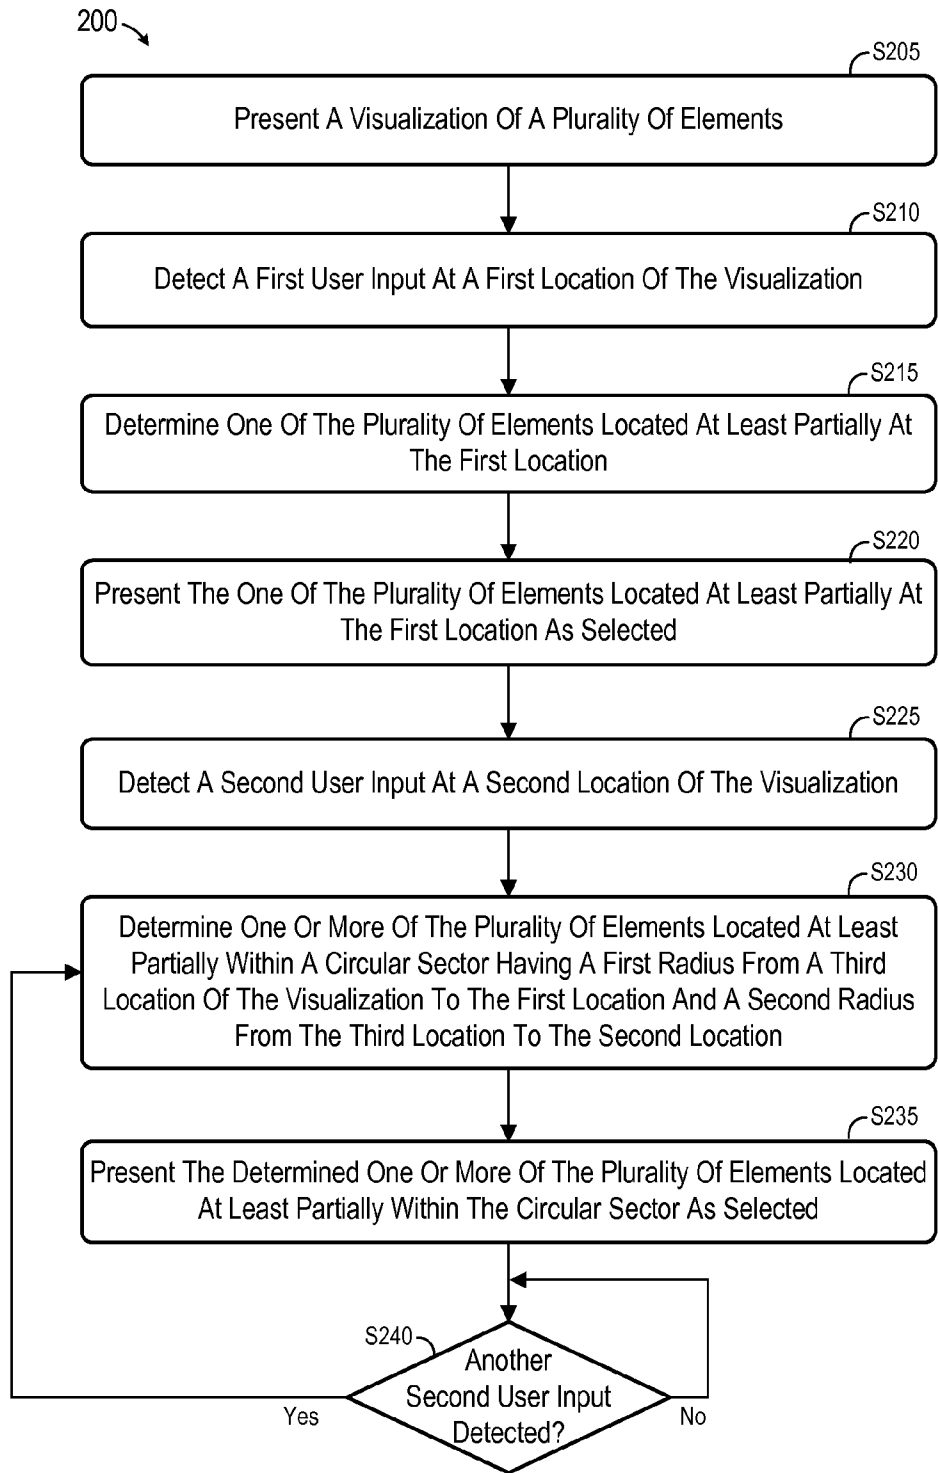 200
S205
Present A Visualization Of A Plurality Of Elements
S210
Detect A First User Input At A First Location Of The Visualization
S215
Determine One Of The Plurality Of Elements Located At Least Partially At
The First Location
S220
Present The One Of The Plurality Of Elements Located At Least Partially At
The First Location As Selected
S225
Detect A Second User Input At A Second Location Of The Visualization
S230
Determine One Or More Of The Plurality Of Elements Located At Least
Partially Within A Circular Sector Having A First Radius From A Third
Location Of The Visualization To The First Location And A Second Radius
From The Third Location To The Second Location
S235
Present The Determined One Or More Of The Plurality Of Elements Located
At Least Partially Within The Circular Sector As Selected
S240
Another
Second User Input
Detected?
Yes
No